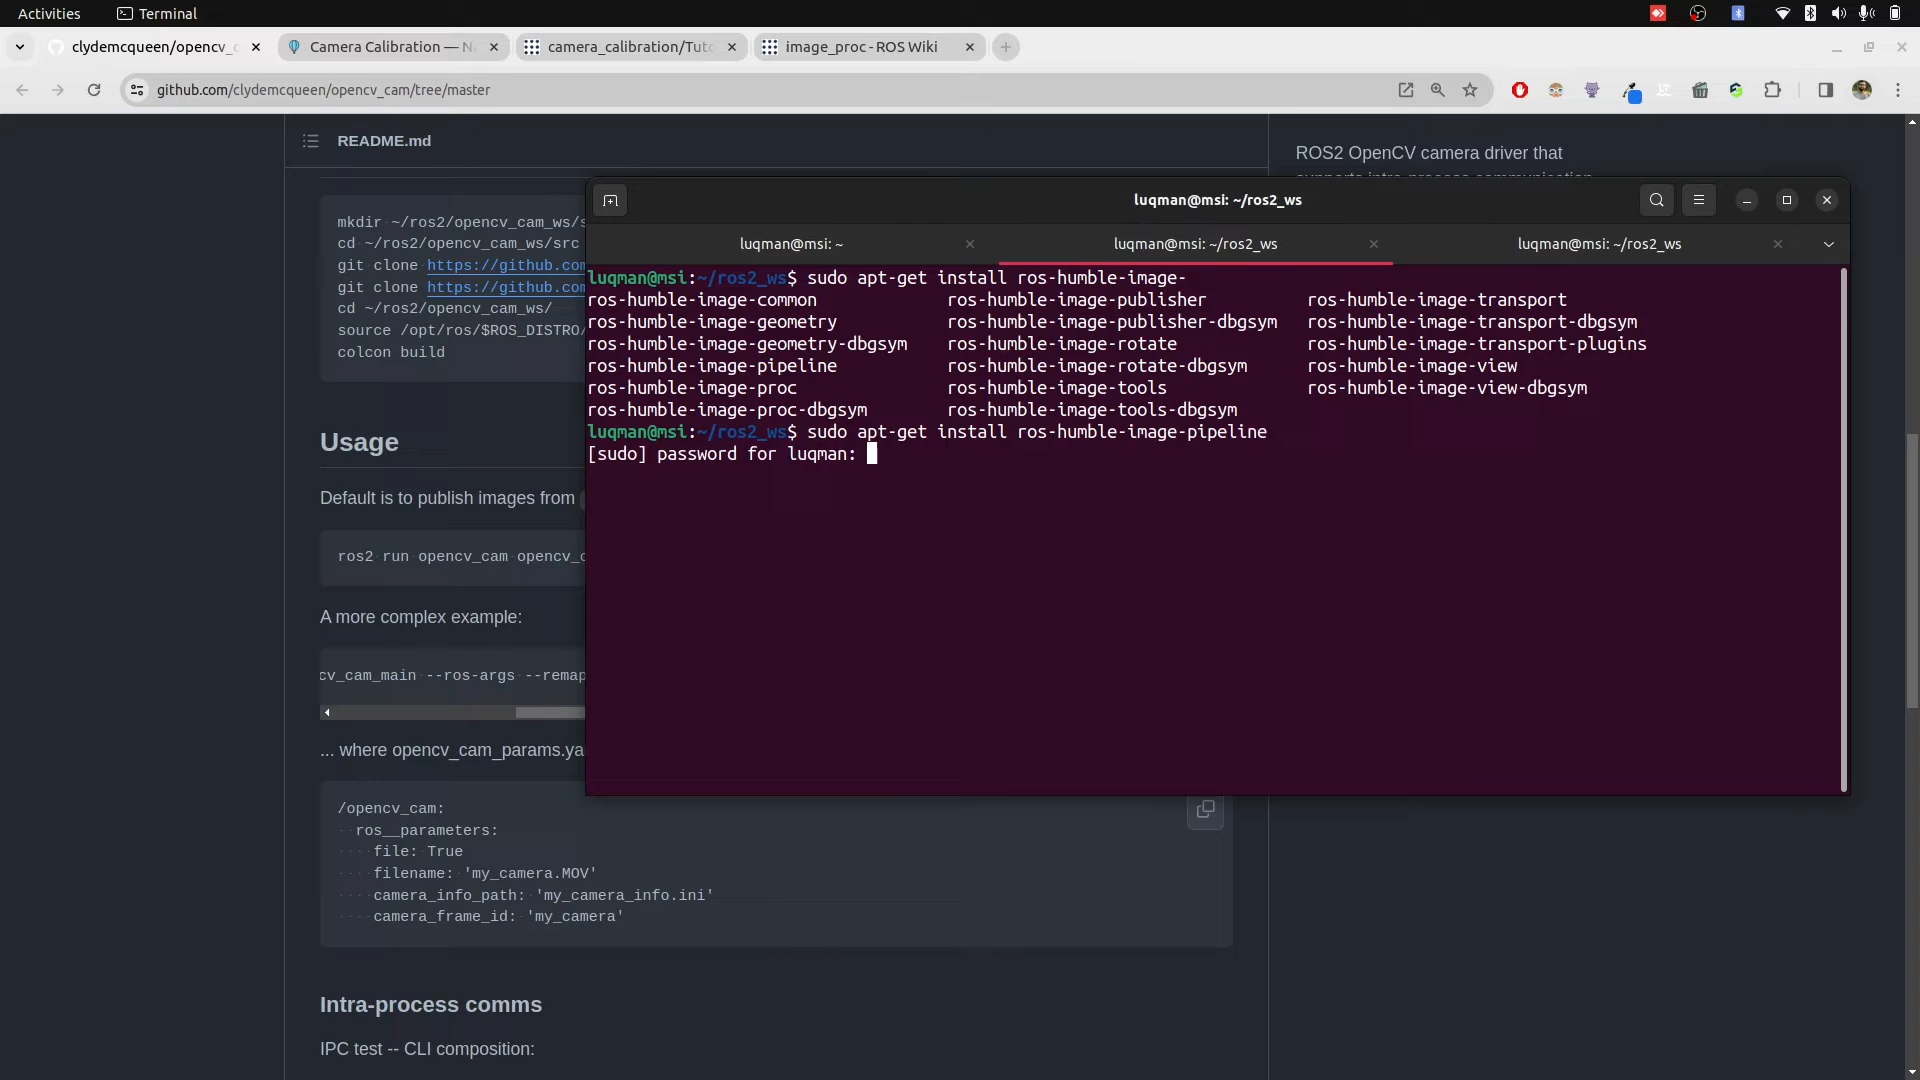 Activities
Terminal
clydemcqueen/opencv_c
Camera Calibration — N
camera_calibration/Tuto
image_proc - ROS Wiki
github.com/clydemcqueen/opencv_cam/tree/master
README.md
ROS2 OpenCV camera driver that
mkdir ~/ros2/opencv_cam_ws/s
cd ~/ros2/opencv_cam_ws/src
git clone https://github.com
git clone https://github.com
cd ~/ros2/opencv_cam_ws/
source /opt/ros/$ROS_DISTRO/
colcon build
Usage
Default is to publish images from
ros2 run opencv_cam opencv_c
A more complex example:
cv_cam_main --ros-args --remap
... where opencv_cam_params.ya
/opencv_cam:
ros__parameters:
file: True
filename: 'my_camera.MOV'
camera_info_path: 'my_camera_info.ini'
camera_frame_id: 'my_camera'
Intra-process comms
IPC test -- CLI composition:
luqman@msi: ~/ros2_ws
luqman@msi: ~
luqman@msi: ~/ros2_ws
luqman@msi: ~/ros2_ws
luqman@msi:~/ros2_ws$ sudo apt-get install ros-humble-image-
ros-humble-image-common ros-humble-image-publisher ros-humble-image-transport
ros-humble-image-geometry ros-humble-image-publisher-dbgsym ros-humble-image-transport-dbgsym
ros-humble-image-geometry-dbgsym ros-humble-image-rotate ros-humble-image-transport-plugins
ros-humble-image-pipeline ros-humble-image-rotate-dbgsym ros-humble-image-view
ros-humble-image-proc ros-humble-image-tools ros-humble-image-view-dbgsym
ros-humble-image-proc-dbgsym ros-humble-image-tools-dbgsym
luqman@msi:~/ros2_ws$ sudo apt-get install ros-humble-image-pipeline
[sudo] password for luqman: